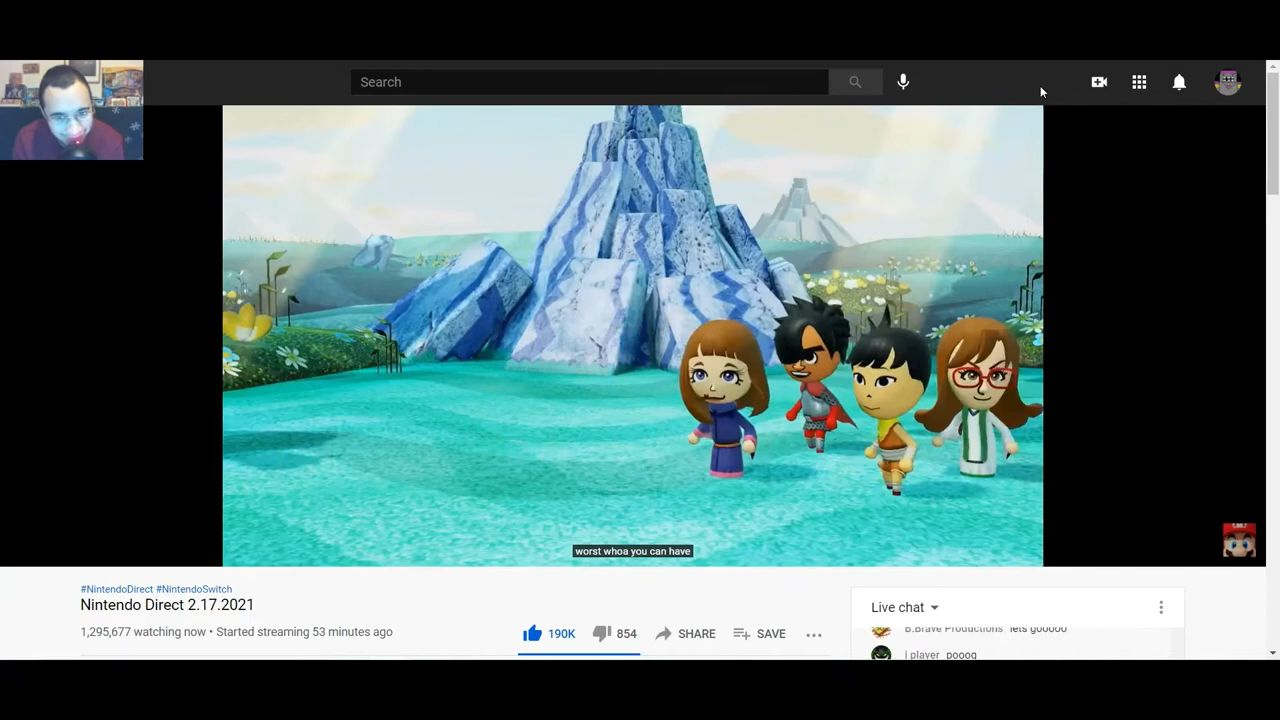 Search
worst whoa you can have
#NintendoDirect #NintendoSwitch
Nintendo Direct 2.17.2021
1,295,677 watching now • Started streaming 53 minutes ago
190K
854
SHARE
SAVE
Live chat
B.Brave Productions lets gooooo
i player pooog